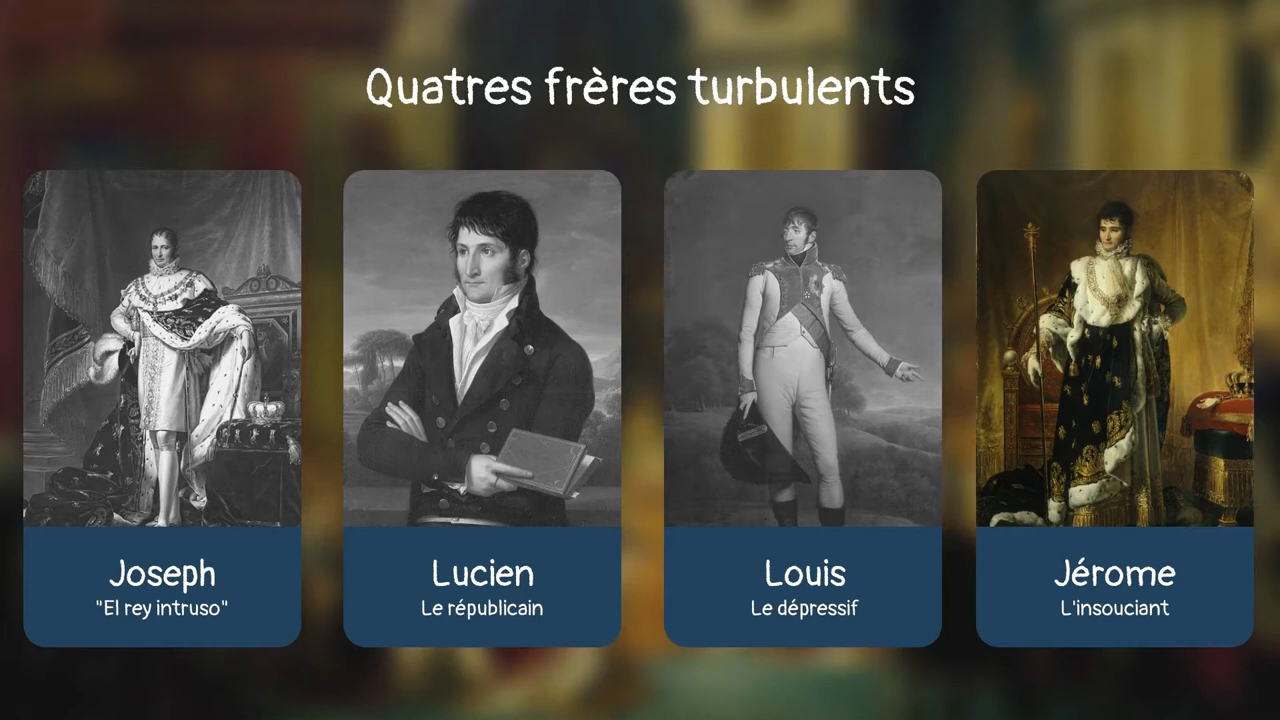 Quatres frères turbulents
Joseph
"El rey intruso"
Lucien
Le républicain
Louis
Le dépressif
Jérome
L'insouciant